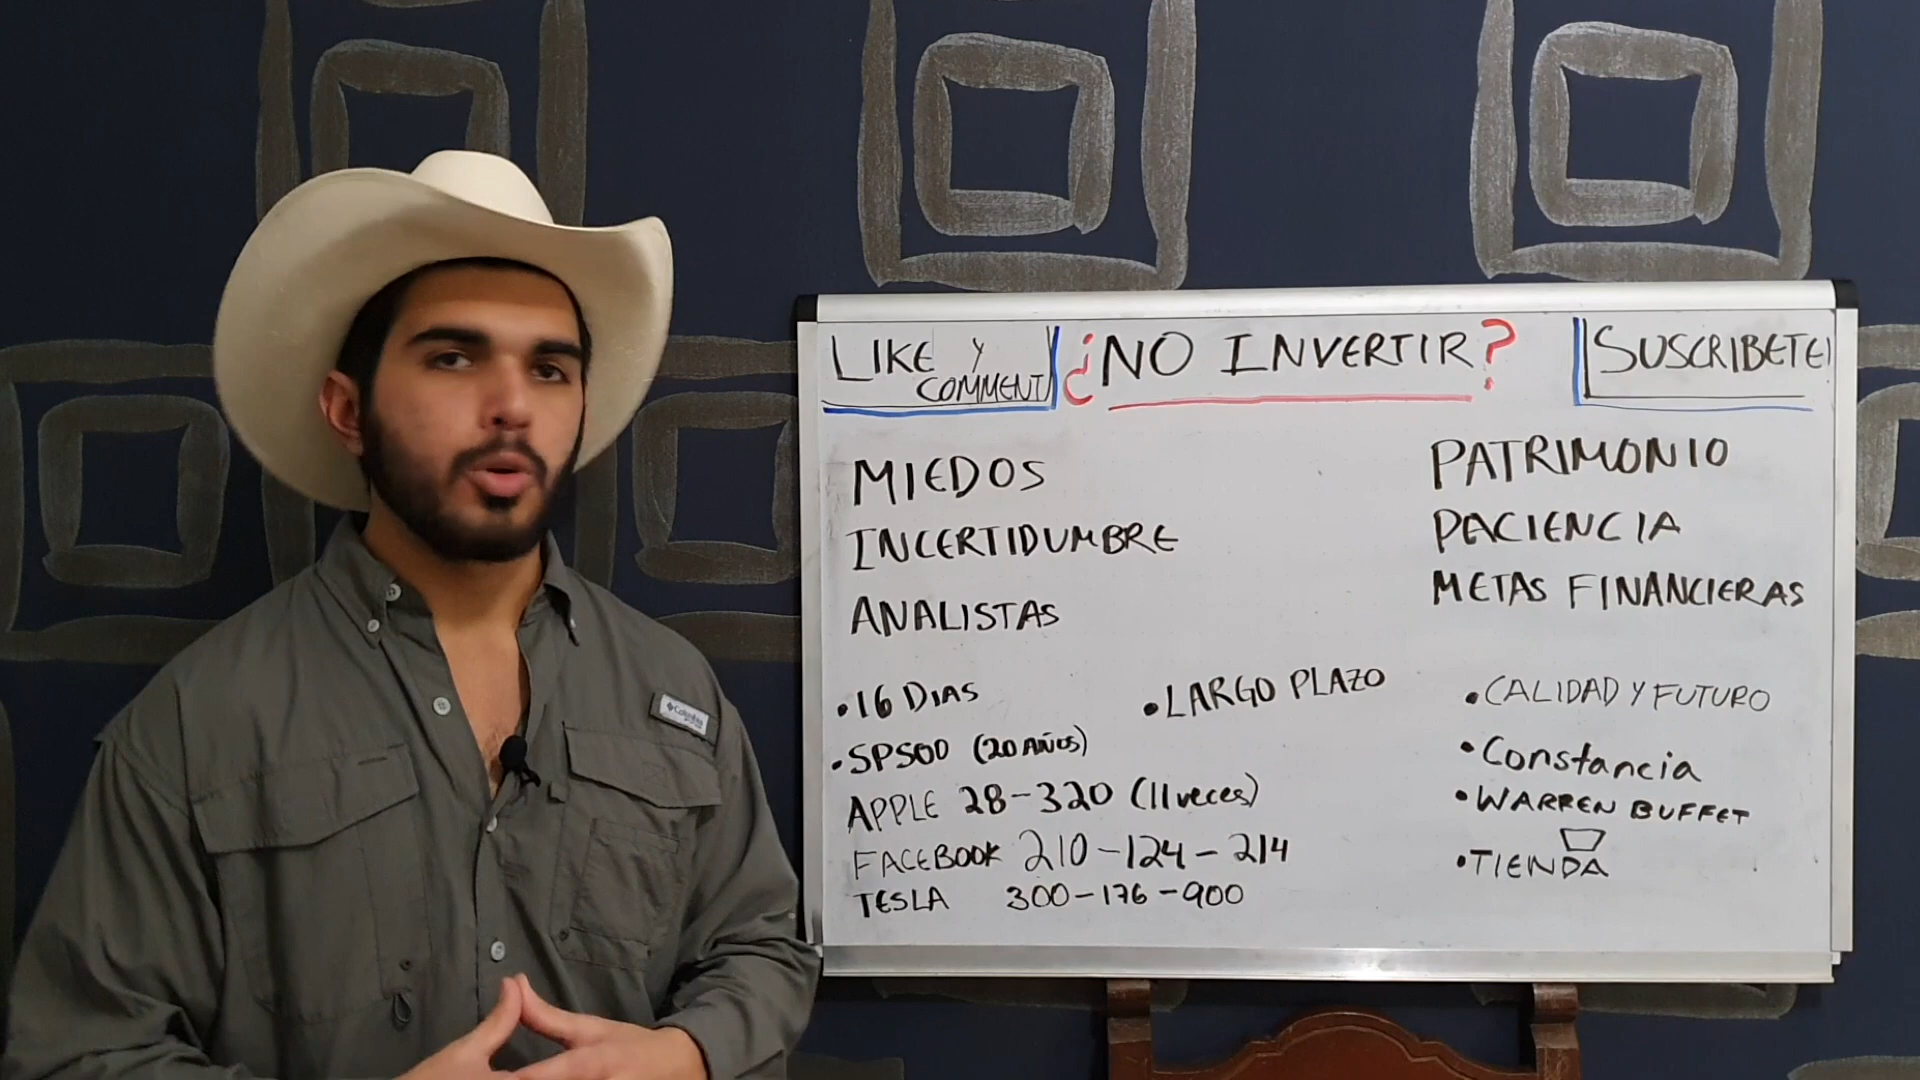 LIKE Y
COMMENT
¿NO INVERTIR?
SUSCRIBETE
MIEDOS
INCERTIDUMBRE
ANALISTAS
PATRIMONIO
PACIENCIA
METAS FINANCIERAS
•16 DIAS
•SP500 (20 AÑOS)
APPLE 28-320 (11 veces)
FACEBOOK 210-124-214
TESLA 300-176-900
•LARGO PLAZO
•CALIDAD Y FUTURO
•Constancia
•WARREN BUFFET
•TIENDA
Columbia